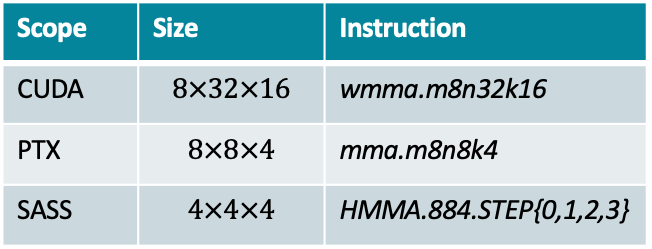 Scope Size Instruction
CUDA 8×32×16 wmma.m8n32k16
PTX 8×8×4 mma.m8n8k4
SASS 4×4×4 HMMA.884.STEP{0,1,2,3}